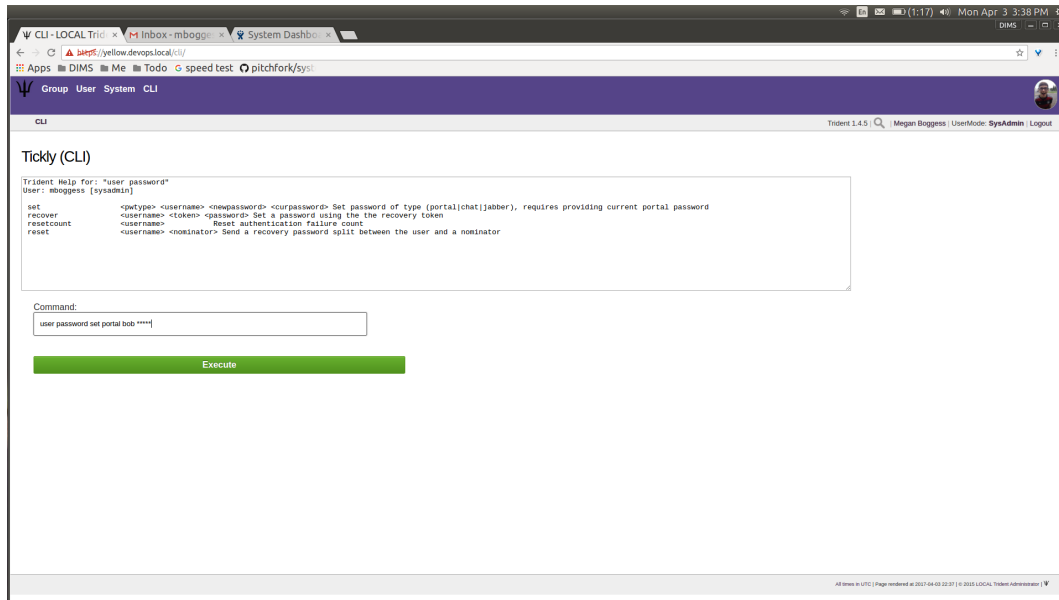 (1:17) Mon Apr 3 3:38 PM
En
DIMS
CLI - LOCAL Trid
Inbox - mbogge
System Dashbo
https://yellow.devops.local/cli/
Apps DIMS Me Todo speed test pitchfork/syst
Group User System CLI
CLI
Trident 1.4.5 | | Megan Boggess | UserMode: SysAdmin | Logout
Tickly (CLI)
Trident Help for: "user password"
User: mboggess [sysadmin]
set <pwtype> <username> <newpassword> <curpassword> Set password of type (portal|chat|jabber), requires providing current portal password
recover <username> <token> <password> Set a password using the the recovery token
resetcount <username> Reset authentication failure count
reset <username> <nominator> Send a recovery password split between the user and a nominator
Command:
user password set portal bob *****
Execute
All times in UTC | Page rendered at 2017-04-03 22:37 | © 2015 LOCAL Trident Administrator | Ψ